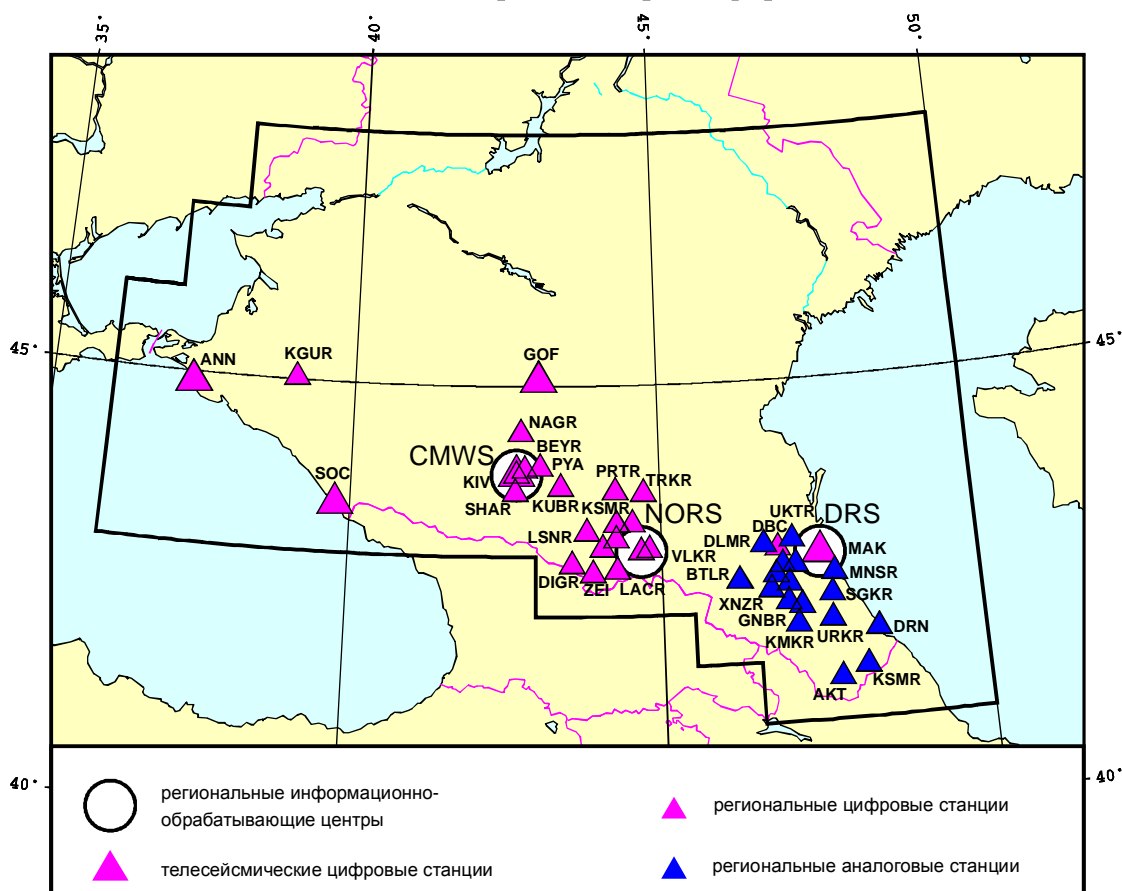 35°
40°
45°
50°
45°
45°
ANN
KGUR
GOF
NAGR
CMWS
BEYR
KIV
PYA
SOC
SHAR
KUBR
PRTR
TRKR
KSMR
NORS
UKTR
DRS
LSNR
DLMR
DBC
VLKR
MAK
BTLR
MNSR
DIGR
ZEI
LACR
XNZR
SGKR
GNBR
KMKR
URKR
DRN
AKT
KSMR
40°
40°
региональные информационно-
обрабатывающие центры
региональные цифровые станции
телесейсмические цифровые станции
региональные аналоговые станции